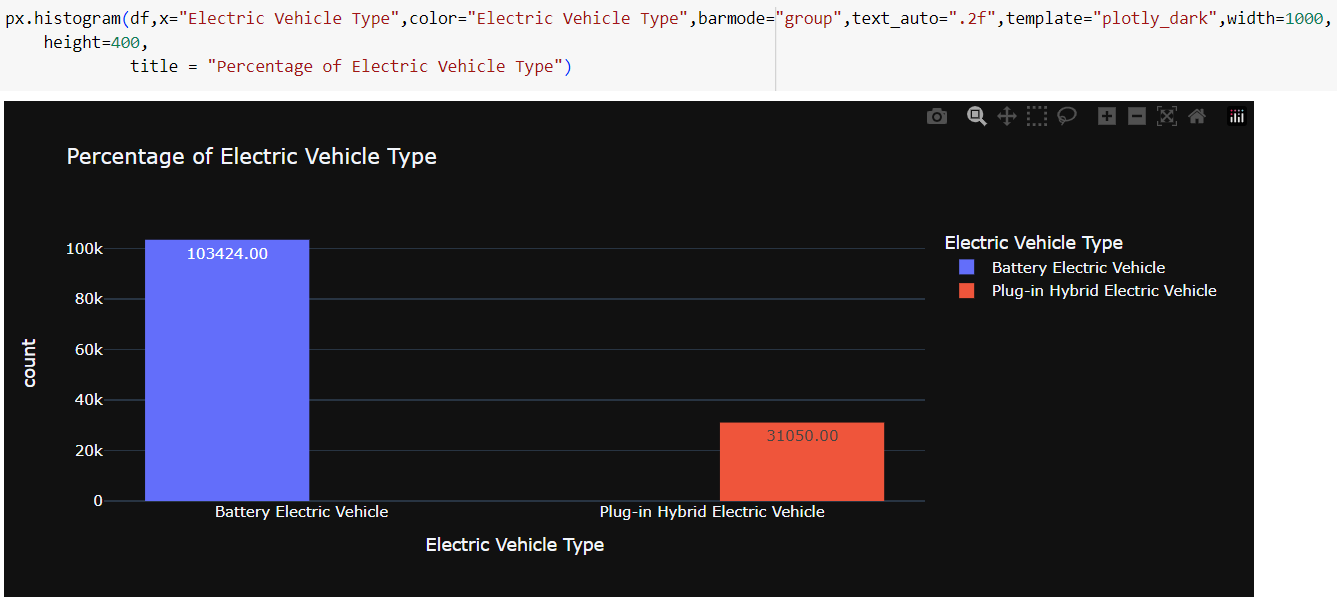 px.histogram(df,x="Electric Vehicle Type",color="Electric Vehicle Type",barmode="group",text_auto=".2f",template="plotly_dark",width=1000,
height=400,
title = "Percentage of Electric Vehicle Type")
Percentage of Electric Vehicle Type
100k
80k
60k
40k
20k
0
count
103424.00
31050.00
Battery Electric Vehicle
Plug-in Hybrid Electric Vehicle
Electric Vehicle Type
Electric Vehicle Type
Battery Electric Vehicle
Plug-in Hybrid Electric Vehicle